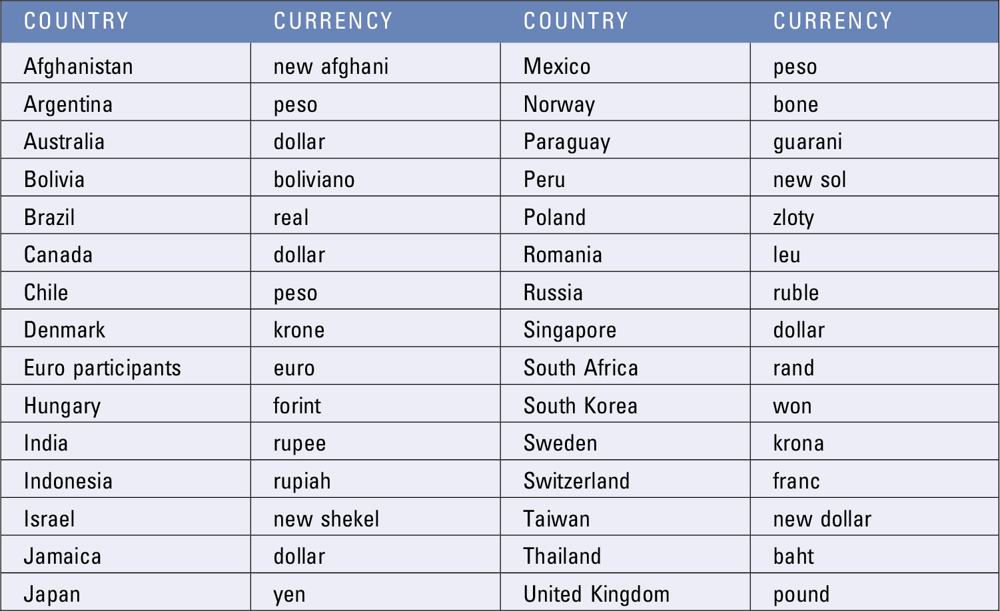 COUNTRY CURRENCY COUNTRY CURRENCY
Afghanistan new afghani Mexico peso
Argentina peso Norway bone
Australia dollar Paraguay guarani
Bolivia boliviano Peru new sol
Brazil real Poland zloty
Canada dollar Romania leu
Chile peso Russia ruble
Denmark krone Singapore dollar
Euro participants euro South Africa rand
Hungary forint South Korea won
India rupee Sweden krona
Indonesia rupiah Switzerland franc
Israel new shekel Taiwan new dollar
Jamaica dollar Thailand baht
Japan yen United Kingdom pound